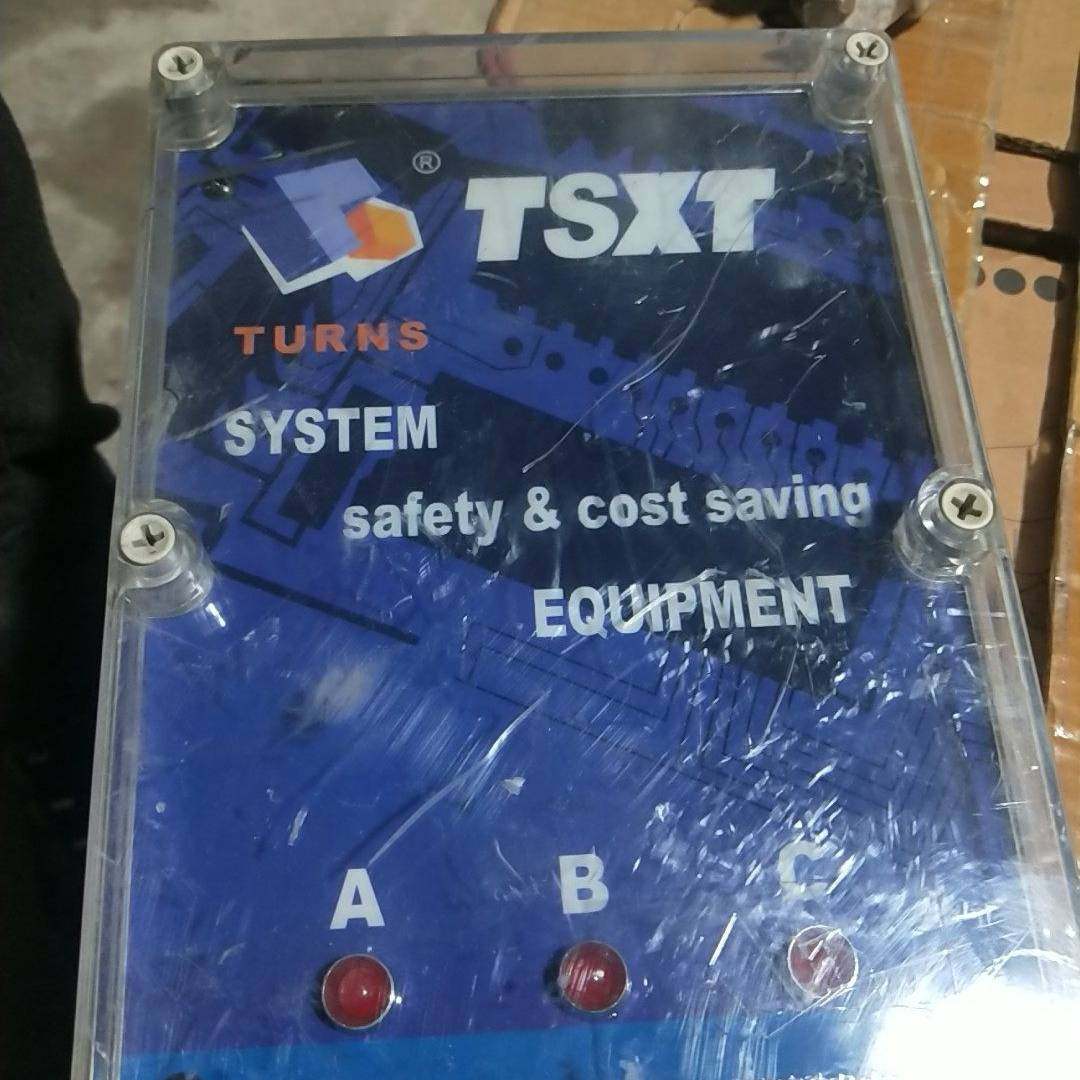 ® TSXT
TURNS
SYSTEM
safety & cost saving
EQUIPMENT
A B C